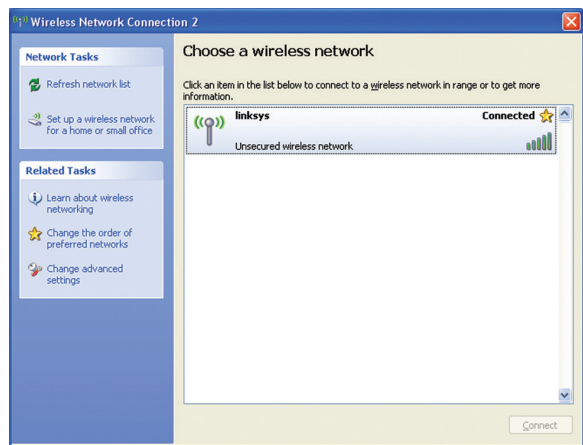 Wireless Network Connection 2
Network Tasks
Refresh network list
Set up a wireless network
for a home or small office
Related Tasks
Learn about wireless
networking
Change the order of
preferred networks
Change advanced
settings
Choose a wireless network
Click an item in the list below to connect to a wireless network in range or to get more
information.
linksys Connected
Unsecured wireless network
Connect